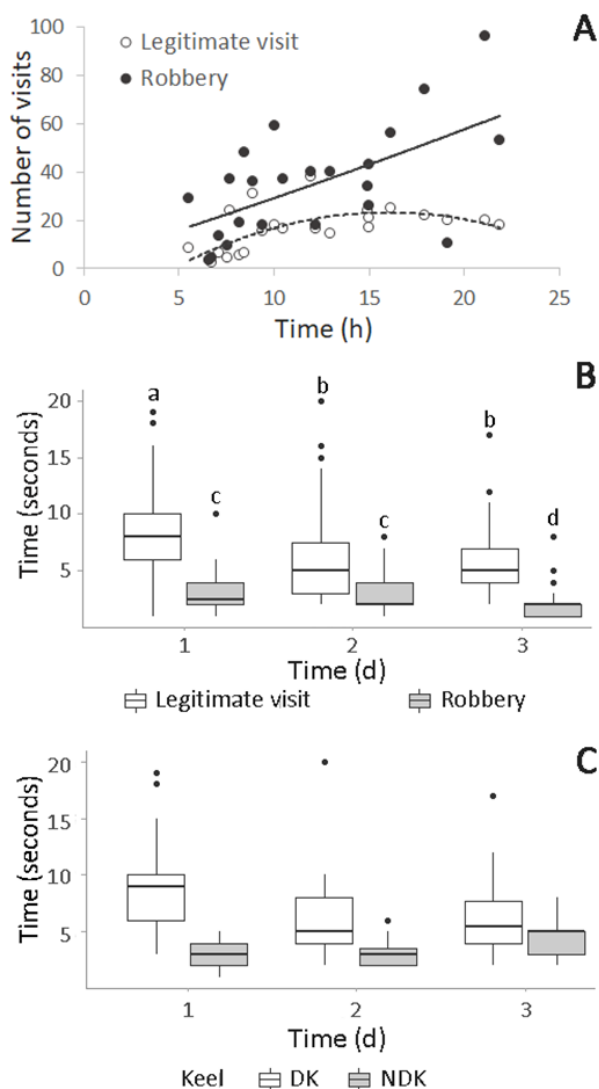 A
100
80
60
40
20
0
Number of visits
Legitimate visit
Robbery
0 5 10 15 20 25
Time (h)
B
20
15
10
5
Time (seconds)
a b b
c c d
1 2 3
Time (d)
Legitimate visit Robbery
C
20
15
10
5
Time (seconds)
1 2 3
Time (d)
Keel DK NDK